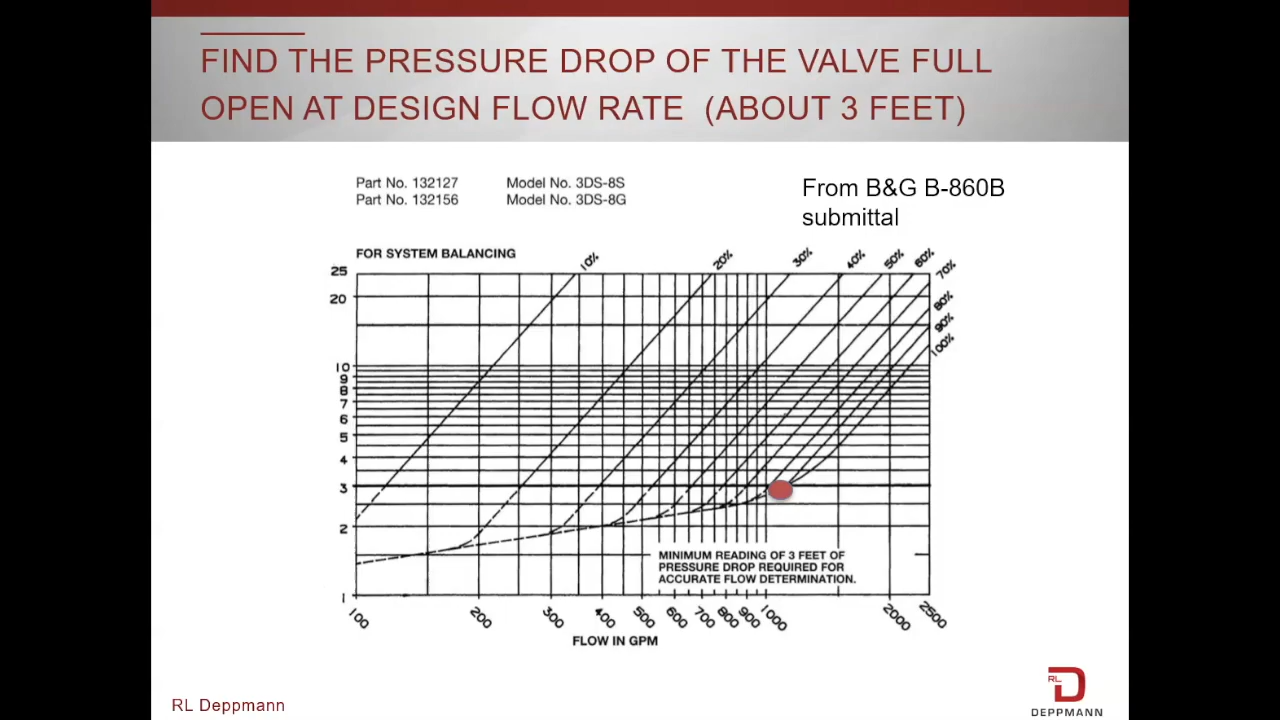 FIND THE PRESSURE DROP OF THE VALVE FULL
OPEN AT DESIGN FLOW RATE (ABOUT 3 FEET)
Part No. 132127 Model No. 3DS-8S
Part No. 132156 Model No. 3DS-8G
From B&G B-860B
submittal
FOR SYSTEM BALANCING
10% 20% 30% 40% 50% 60% 70%
80%
90%
100%
25
20
10
9
8
7
6
5
4
3
2
1
MINIMUM READING OF 3 FEET OF
PRESSURE DROP REQUIRED FOR
ACCURATE FLOW DETERMINATION.
100 200 300 400 500 600 700 800 900 1000 2000 2500
FLOW IN GPM
RL Deppmann
RL
D
DEPPMANN